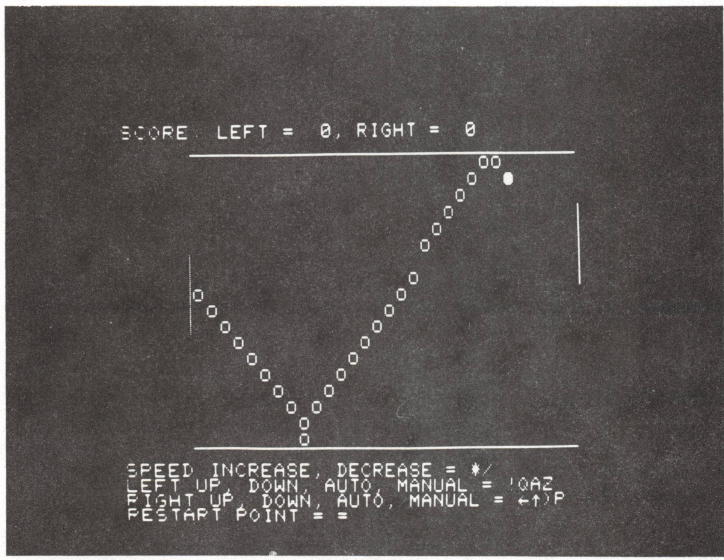 SCORE: LEFT = 0, RIGHT = 0
SPEED INCREASE, DECREASE = */
LEFT UP, DOWN, AUTO, MANUAL = !QAZ
RIGHT UP, DOWN, AUTO, MANUAL = ←↑)P
RESTART POINT = =